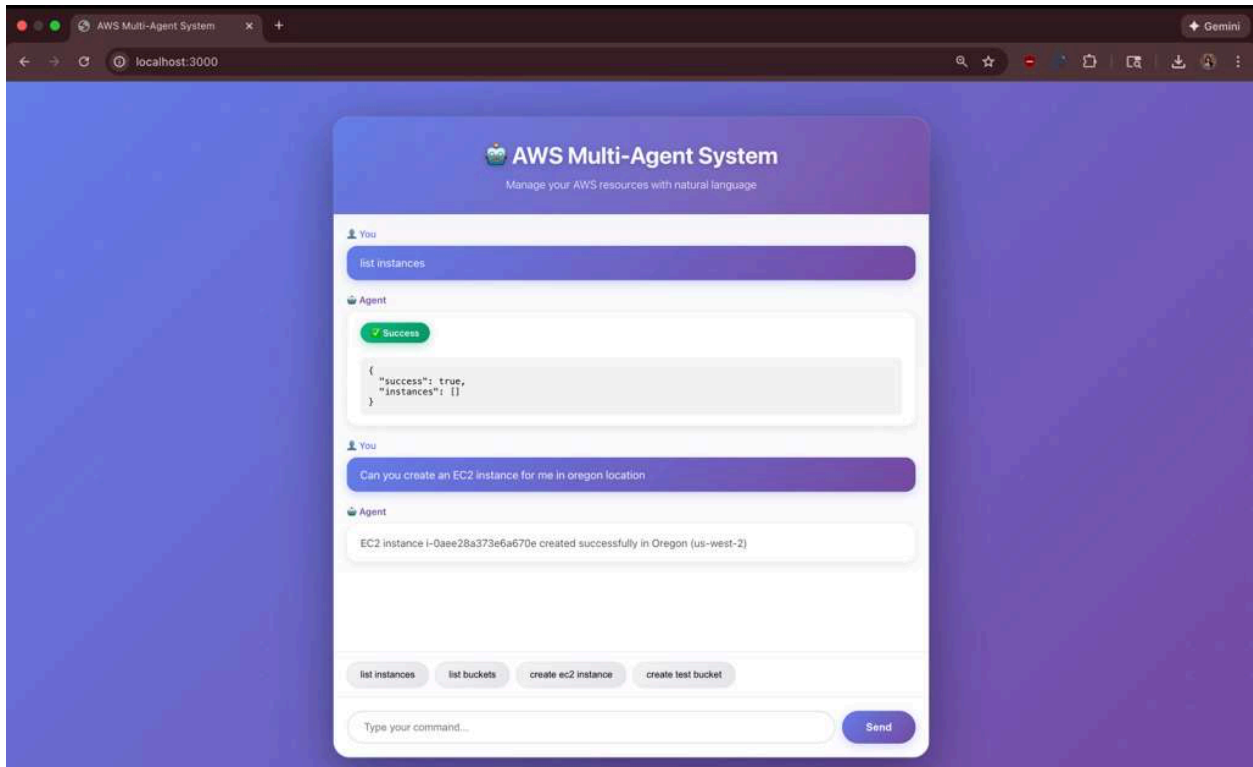 AWS Multi-Agent System
Gemini
localhost:3000
AWS Multi-Agent System
Manage your AWS resources with natural language
You
list instances
Agent
Success
{
"success": true,
"instances": []
}
You
Can you create an EC2 instance for me in oregon location
Agent
EC2 instance i-0aee28a373e6a670e created successfully in Oregon (us-west-2)
list instances list buckets create ec2 instance create test bucket
Type your command... Send